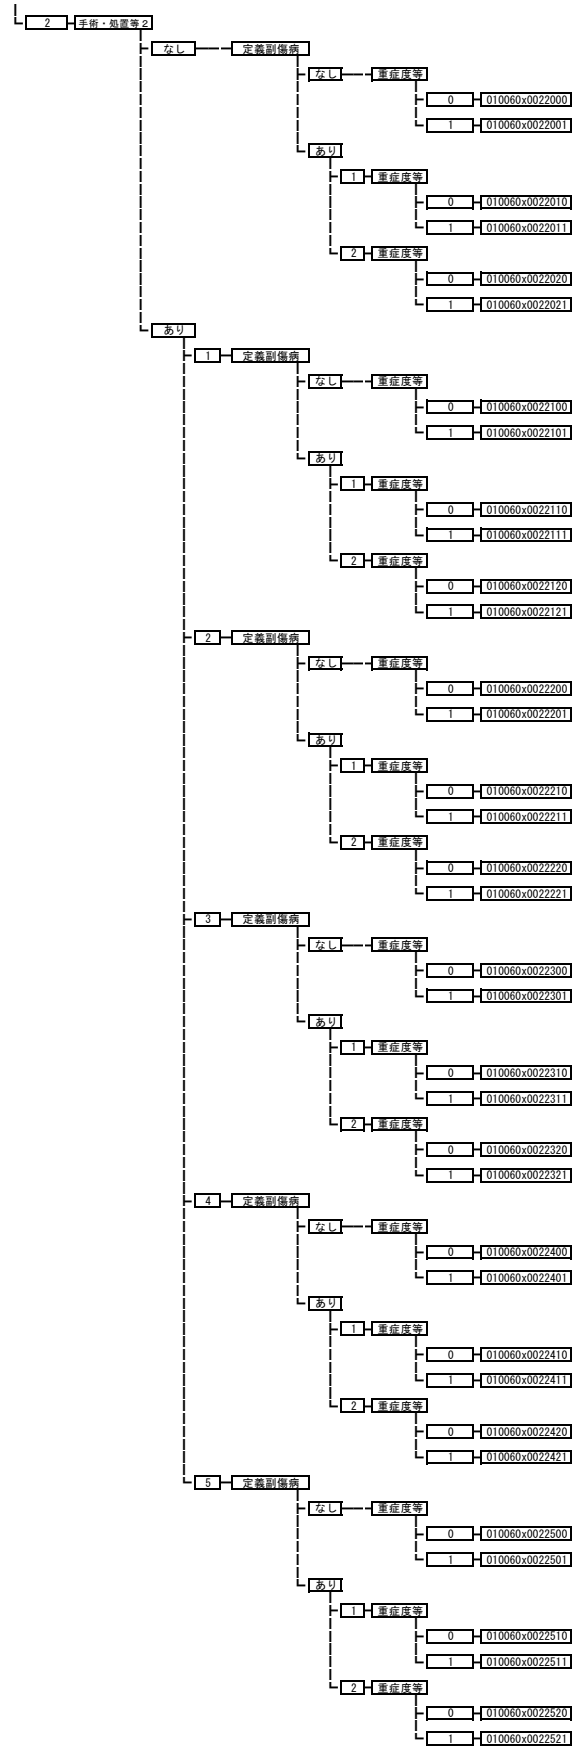 2 手術・処置等2
なし 定義副傷病
なし 重症度等
0 010060x0022000
1 010060x0022001
あり
1 重症度等
0 010060x0022010
1 010060x0022011
2 重症度等
0 010060x0022020
1 010060x0022021
あり
1 定義副傷病
なし 重症度等
0 010060x0022100
1 010060x0022101
あり
1 重症度等
0 010060x0022110
1 010060x0022111
2 重症度等
0 010060x0022120
1 010060x0022121
2 定義副傷病
なし 重症度等
0 010060x0022200
1 010060x0022201
あり
1 重症度等
0 010060x0022210
1 010060x0022211
2 重症度等
0 010060x0022220
1 010060x0022221
3 定義副傷病
なし 重症度等
0 010060x0022300
1 010060x0022301
あり
1 重症度等
0 010060x0022310
1 010060x0022311
2 重症度等
0 010060x0022320
1 010060x0022321
4 定義副傷病
なし 重症度等
0 010060x0022400
1 010060x0022401
あり
1 重症度等
0 010060x0022410
1 010060x0022411
2 重症度等
0 010060x0022420
1 010060x0022421
5 定義副傷病
なし 重症度等
0 010060x0022500
1 010060x0022501
あり
1 重症度等
0 010060x0022510
1 010060x0022511
2 重症度等
0 010060x0022520
1 010060x0022521